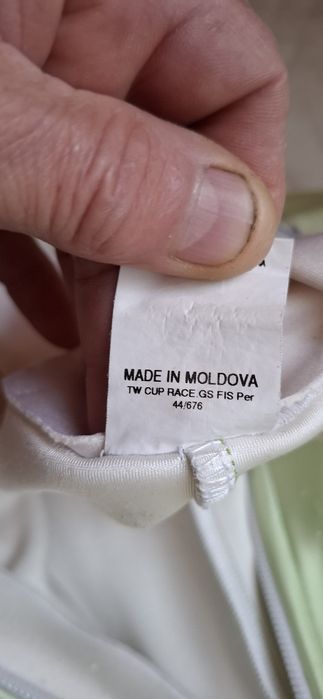 MADE IN MOLDOVA
TW CUP RACE GS FIS Per
44/676